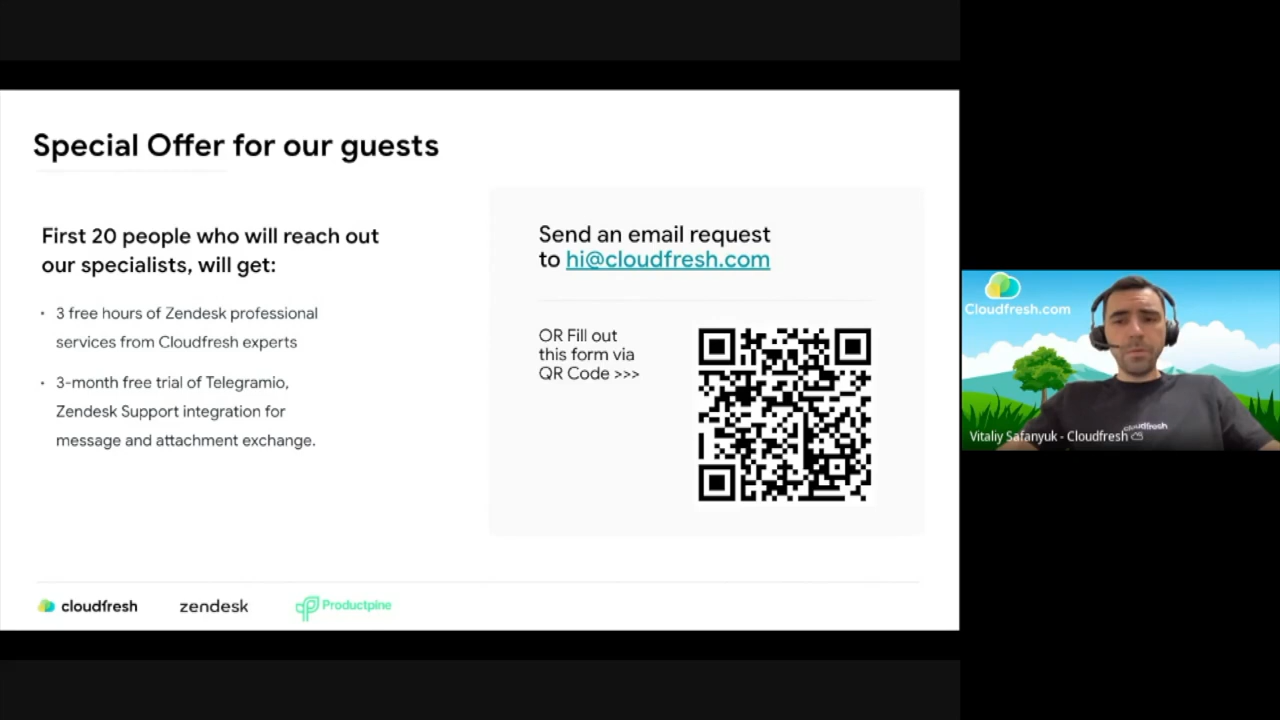 Special Offer for our guests
First 20 people who will reach out
our specialists, will get:
• 3 free hours of Zendesk professional
services from Cloudfresh experts
• 3-month free trial of Telegramio,
Zendesk Support integration for
message and attachment exchange.
Send an email request
to hi@cloudfresh.com
OR Fill out
this form via
QR Code >>>
cloudfresh
zendesk
Productpine
Cloudfresh.com
cloudfresh
Vitaliy Safanyuk - Cloudfresh